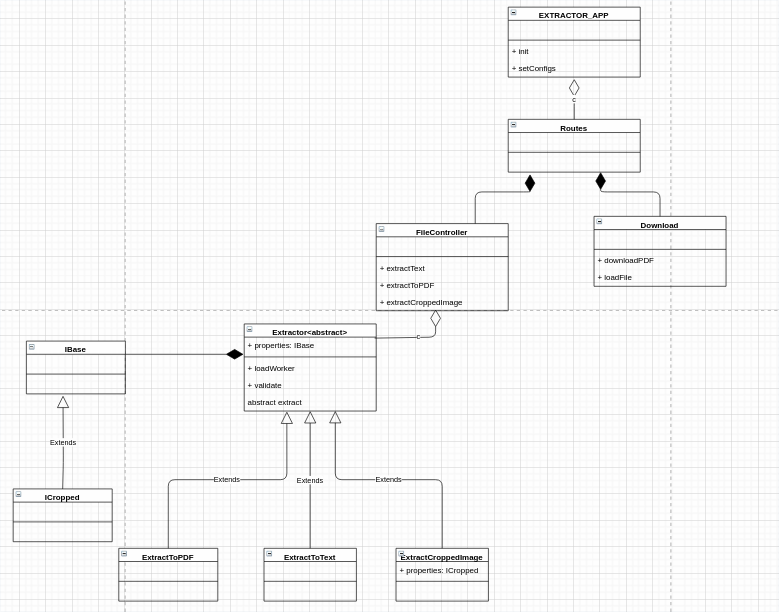 EXTRACTOR_APP
+ init
+ setConfigs
c
Routes
FileController
+ extractText
+ extractToPDF
+ extractCroppedImage
Download
+ downloadPDF
+ loadFile
c
Extractor<abstract>
+ properties: IBase
+ loadWorker
+ validate
abstract extract
IBase
Extends
ICropped
Extends
Extends
Extends
ExtractToPDF
ExtractToText
ExtractCroppedImage
+ properties: ICropped